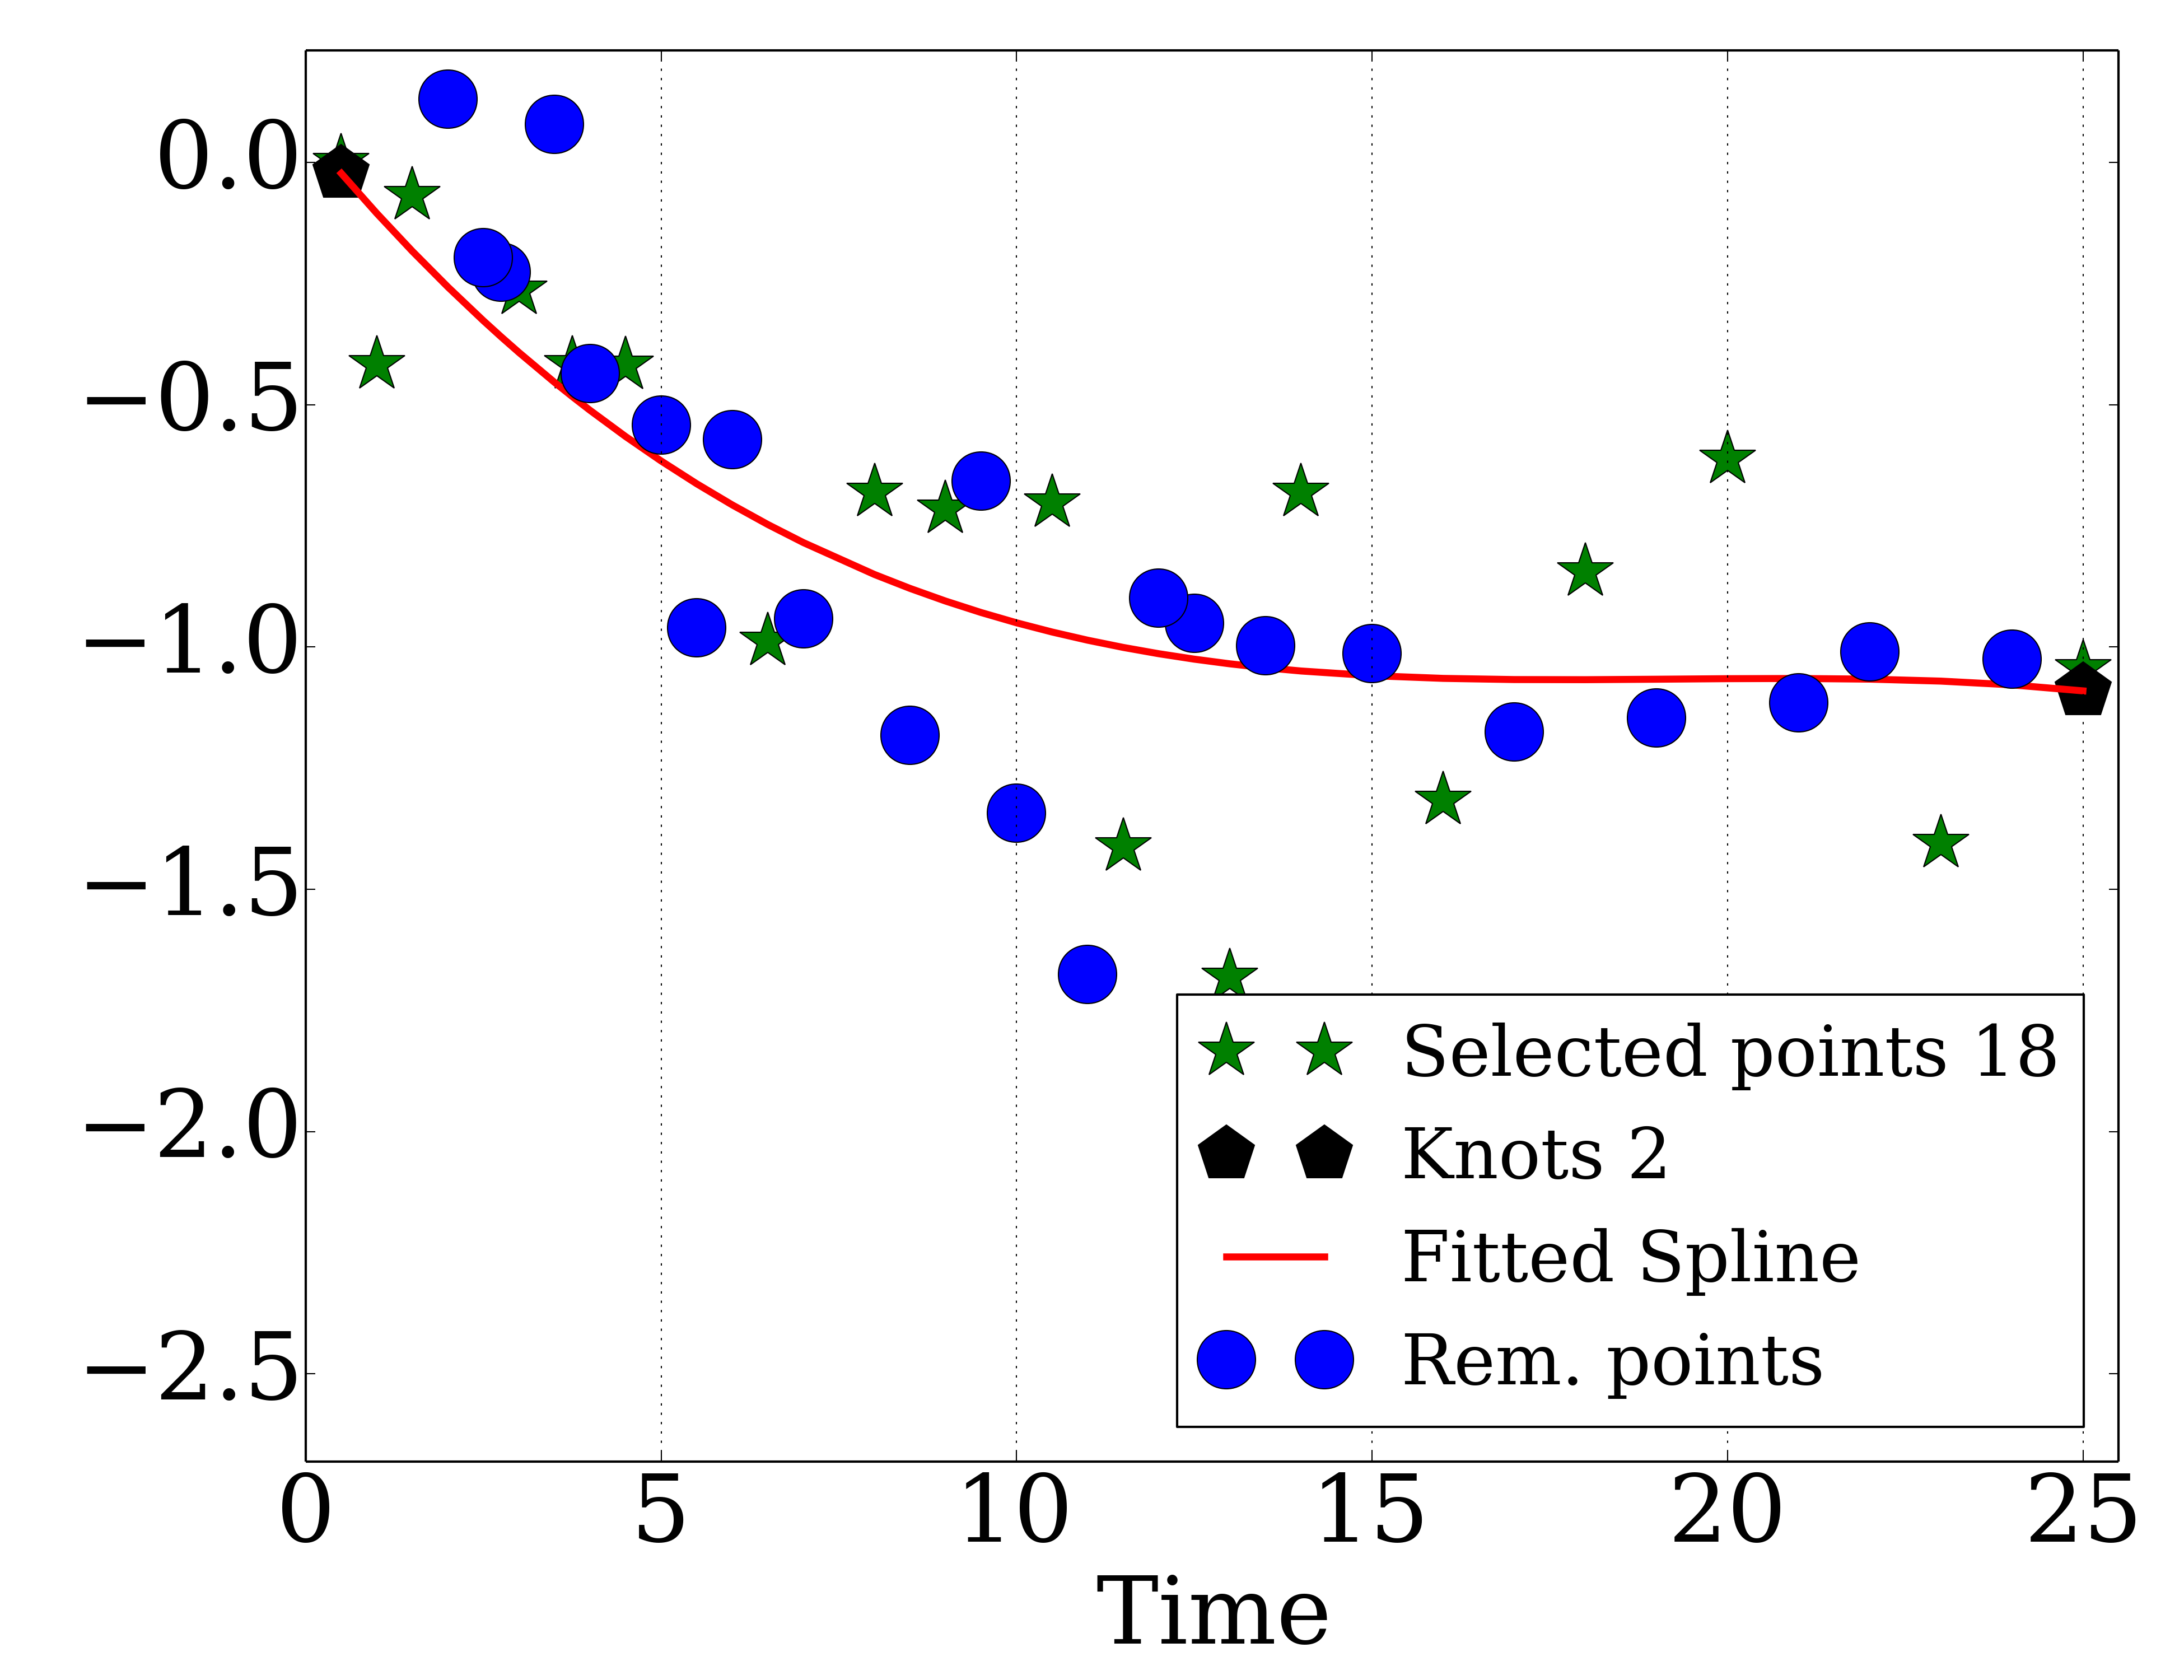 0.0
−0.5
−1.0
−1.5
−2.0
−2.5
Selected points 18
Knots 2
Fitted Spline
Rem. points
0 5 10 15 20 25
Time